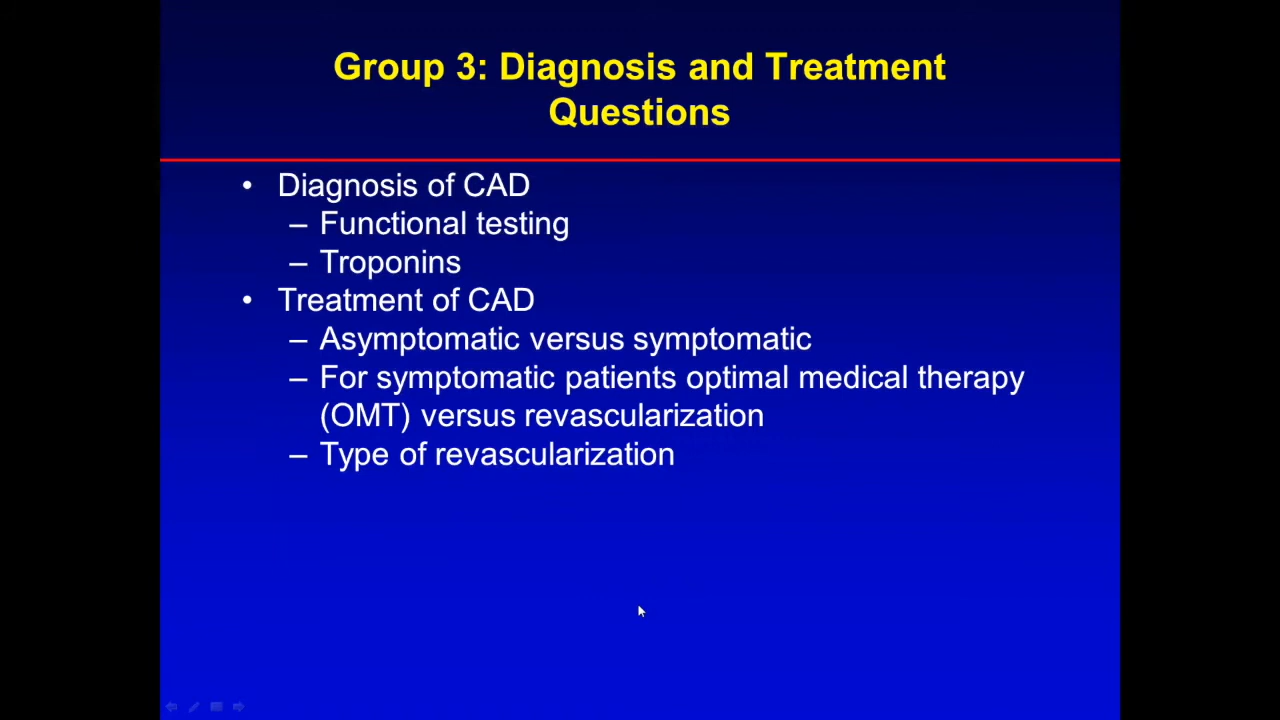 Group 3: Diagnosis and Treatment
Questions
• Diagnosis of CAD
– Functional testing
– Troponins
• Treatment of CAD
– Asymptomatic versus symptomatic
– For symptomatic patients optimal medical therapy
(OMT) versus revascularization
– Type of revascularization